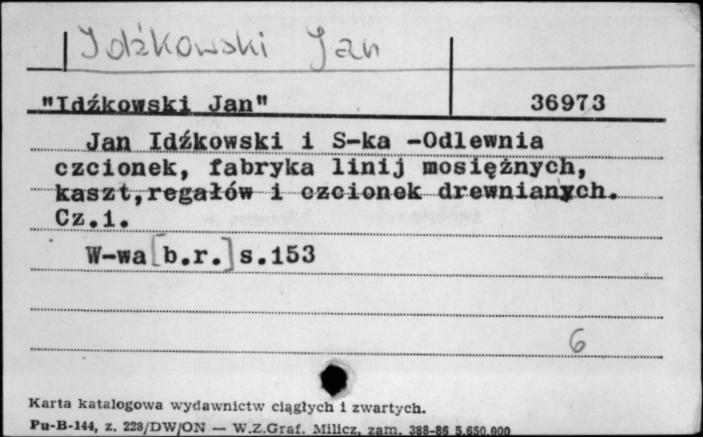 Idźkowski Jan
"Idźkowski Jan" 36973
Jan Idźkowski i S-ka -Odlewnia
czcionek, fabryka linij mosiężnych,
kaszt,regałów i czcionek drewnianych.
Cz.1.
W-wa[b.r.]s.153
6
Karta katalogowa wydawnictw ciągłych i zwartych.
Pu-B-144, z. 228/DW/ON — W.Z.Graf. Milicz, zam. 388-86 5.650.000